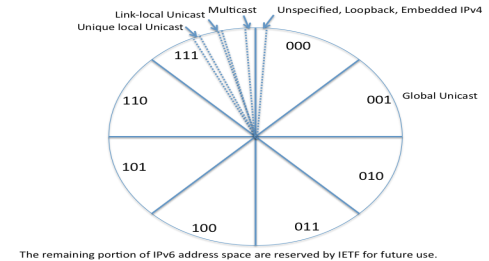 Link-local Unicast
Multicast
Unspecified, Loopback, Embedded IPv4
Unique local Unicast
111
000
110
001
Global Unicast
101
010
100
011
The remaining portion of IPv6 address space are reserved by IETF for future use.